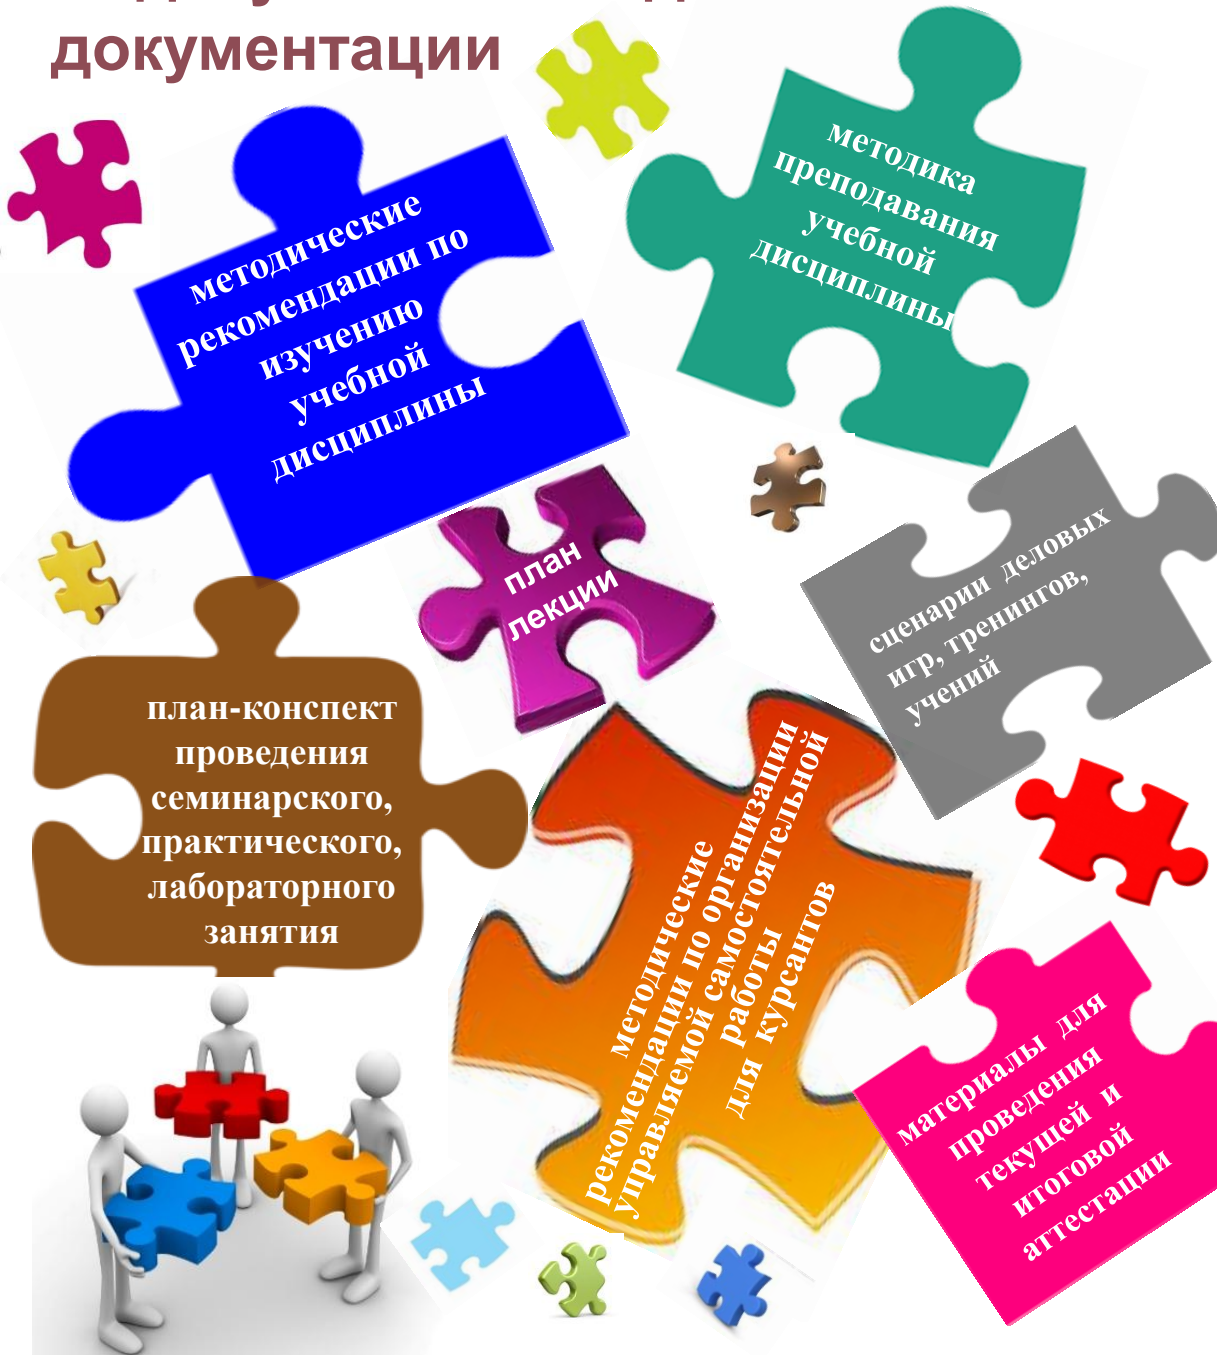 документации
методические
рекомендации по
изучению
учебной
дисциплины
методика
преподавания
учебной
дисциплины
план
лекции
сценарии деловых
игр, тренингов,
учений
план-конспект
проведения
семинарского,
практического,
лабораторного
занятия
методические
рекомендации по организации
управляемой самостоятельной
работы
для курсантов
материалы для
проведения
текущей и
итоговой
аттестации